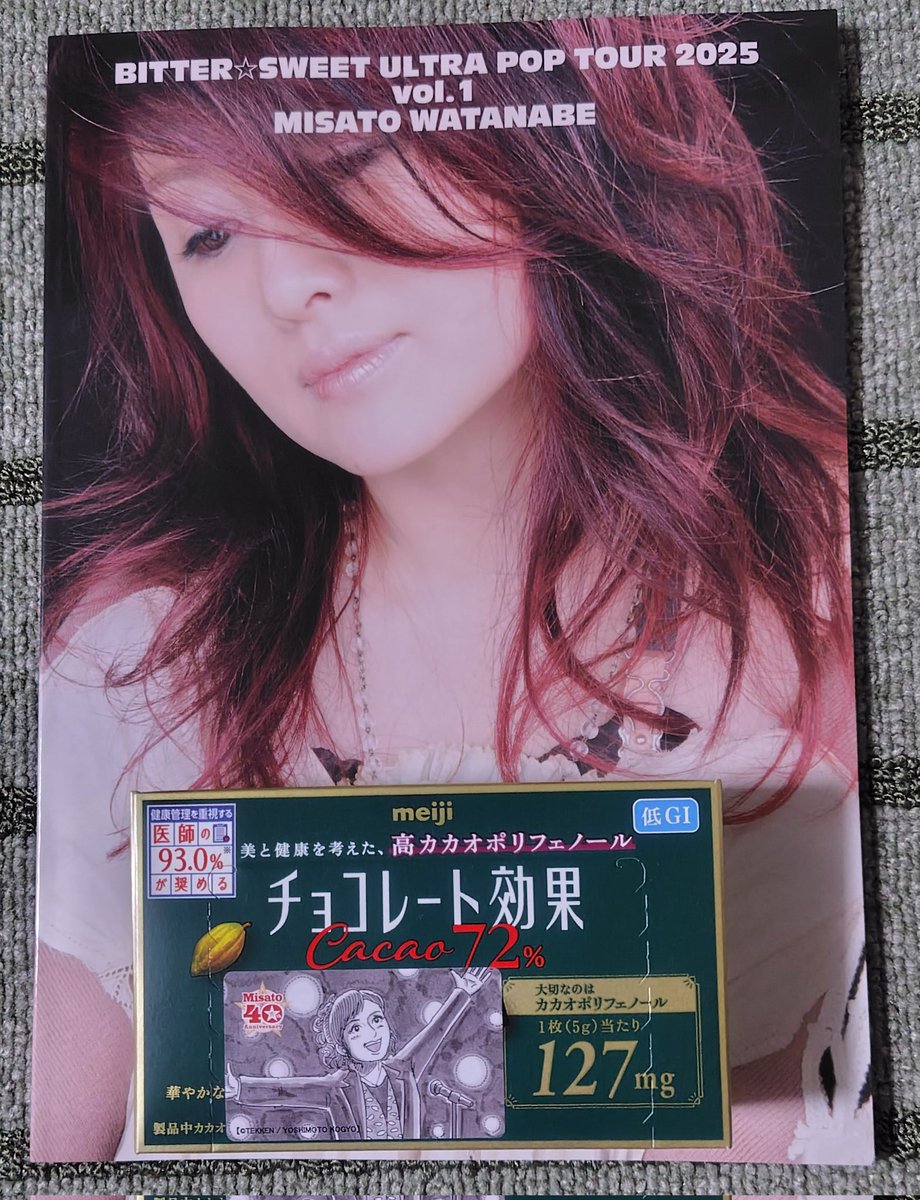 BITTER☆SWEET ULTRA POP TOUR 2025
vol.1
MISATO WATANABE
meiji
低GI
健康管理を重視する
医師の
93.0%※
が奨める
美と健康を考えた、高カカオポリフェノール
チョコレート効果
Cacao72%
大切なのは
カカオポリフェノール
1枚(5g)当たり
127mg
Misato
40
Anniversary
華やかな
製品中カカオ
【©TEKKEN / YOSHIMOTO KOGYO】